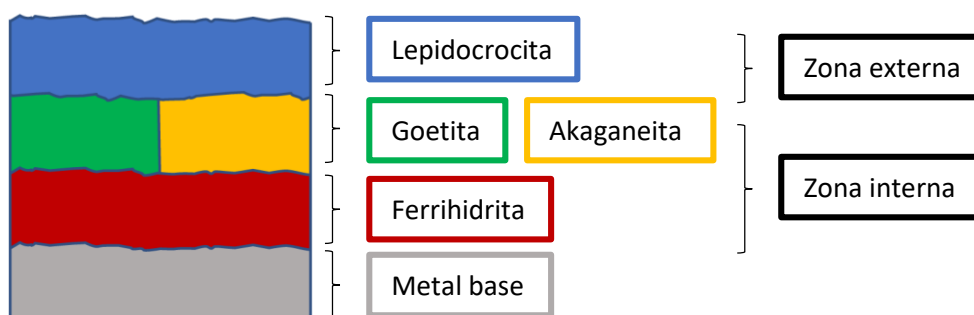 Lepidocrocita
Zona externa
Goetita
Akaganeita
Zona interna
Ferrihidrita
Metal base